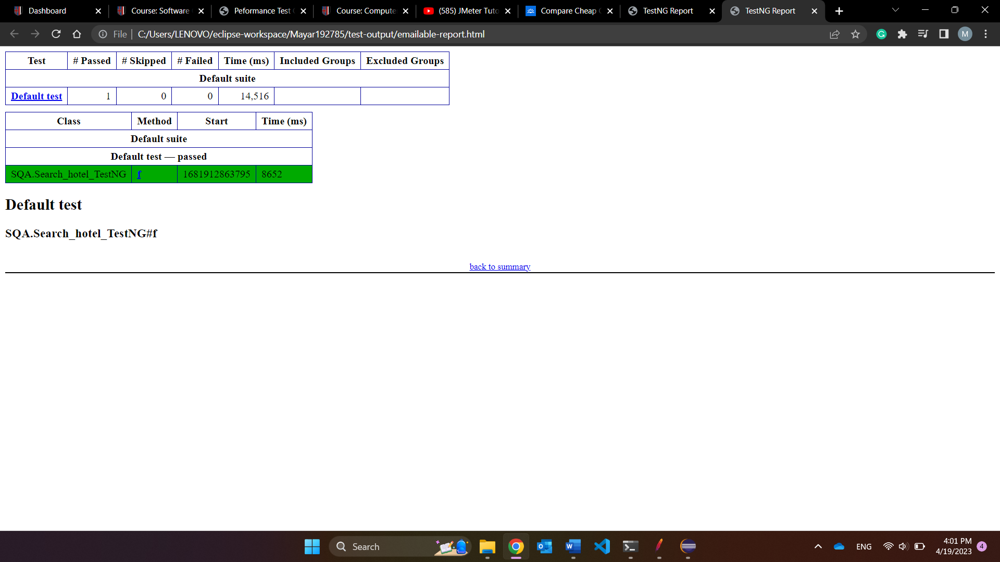 Dashboard
Course: Software
Peformance Test
Course: Compute
(585) JMeter Tuto
Compare Cheap
TestNG Report
TestNG Report
File
C:/Users/LENOVO/eclipse-workspace/Mayar192785/test-output/emailable-report.html
M
Test # Passed # Skipped # Failed Time (ms) Included Groups Excluded Groups
Default suite
Default test 1 0 0 14,516
Class Method Start Time (ms)
Default suite
Default test — passed
SQA.Search_hotel_TestNG f 1681912863795 8652
Default test
SQA.Search_hotel_TestNG#f
back to summary
Search
ENG
4:01 PM
4/19/2023
4